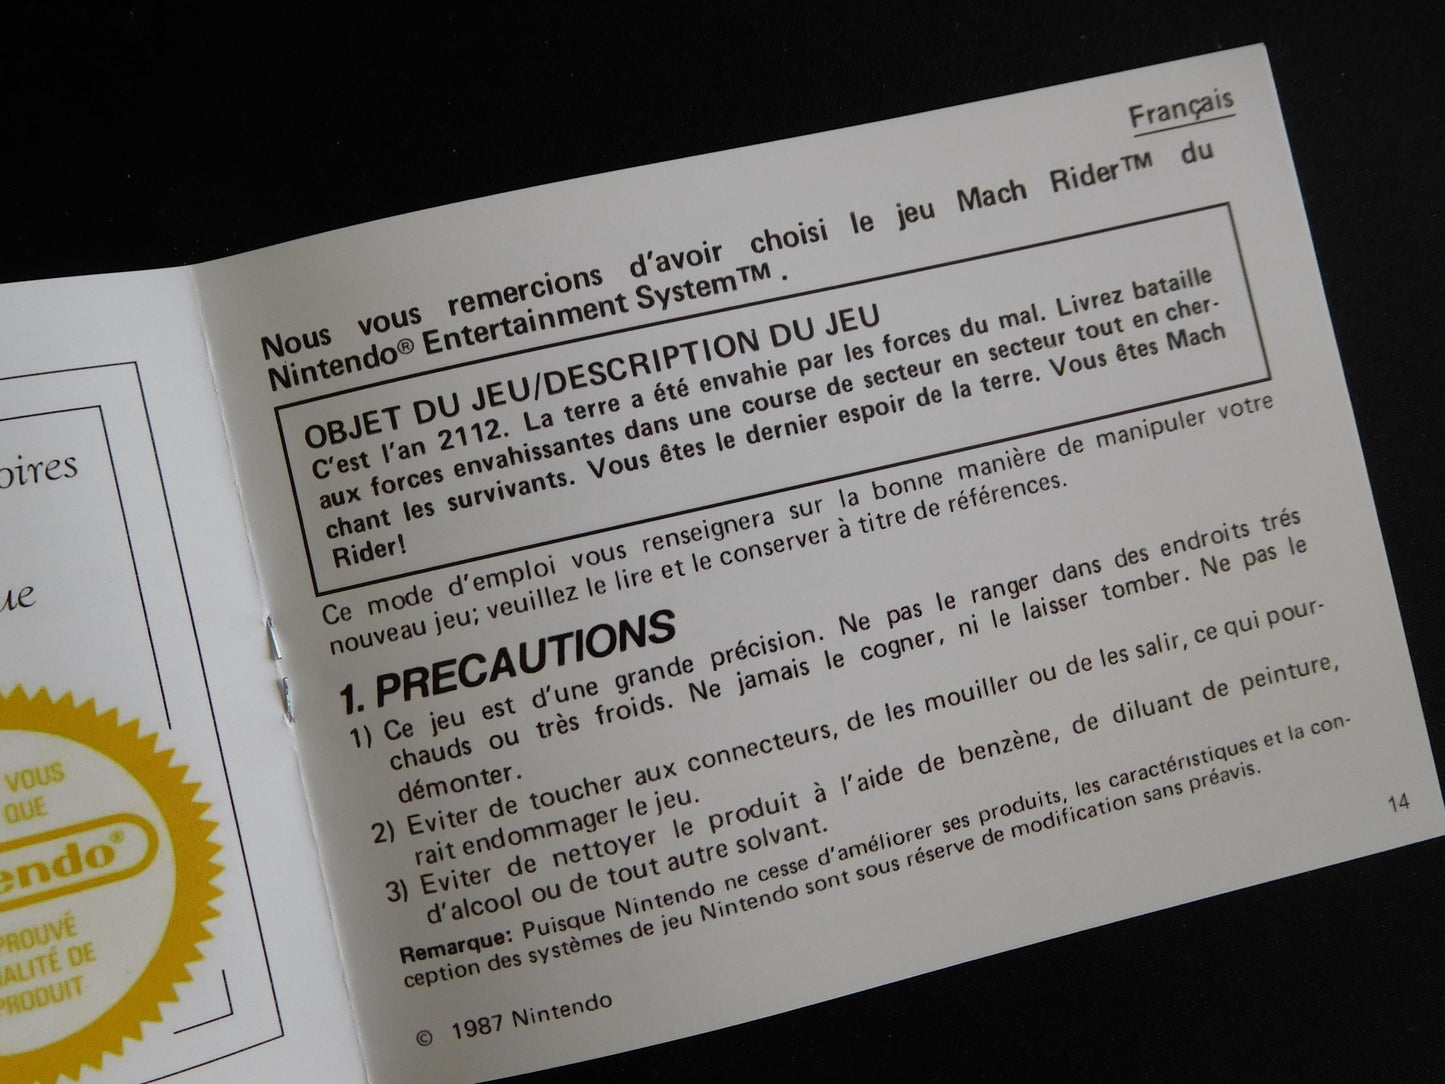 oires
ue
VOUS
QUE
endo®
PROUVÉ
ALITÉ DE
PRODUIT
Français
Nous vous remercions d'avoir choisi le jeu Mach Rider™ du
Nintendo® Entertainment System™ .
OBJET DU JEU/DESCRIPTION DU JEU
C'est l'an 2112. La terre a été envahie par les forces du mal. Livrez bataille
aux forces envahissantes dans une course de secteur en secteur tout en cher-
chant les survivants. Vous êtes le dernier espoir de la terre. Vous êtes Mach
Rider!
Ce mode d'emploi vous renseignera sur la bonne manière de manipuler votre
nouveau jeu; veuillez le lire et le conserver à titre de références.
1. PRECAUTIONS
1) Ce jeu est d'une grande précision. Ne pas le ranger dans des endroits trés
chauds ou très froids. Ne jamais le cogner, ni le laisser tomber. Ne pas le
démonter.
2) Eviter de toucher aux connecteurs, de les mouiller ou de les salir, ce qui pour-
rait endommager le jeu.
3) Eviter de nettoyer le produit à l'aide de benzène, de diluant de peinture,
d'alcool ou de tout autre solvant.
Remarque: Puisque Nintendo ne cesse d'améliorer ses produits, les caractéristiques et la con-
ception des systèmes de jeu Nintendo sont sous réserve de modification sans préavis.
14
© 1987 Nintendo